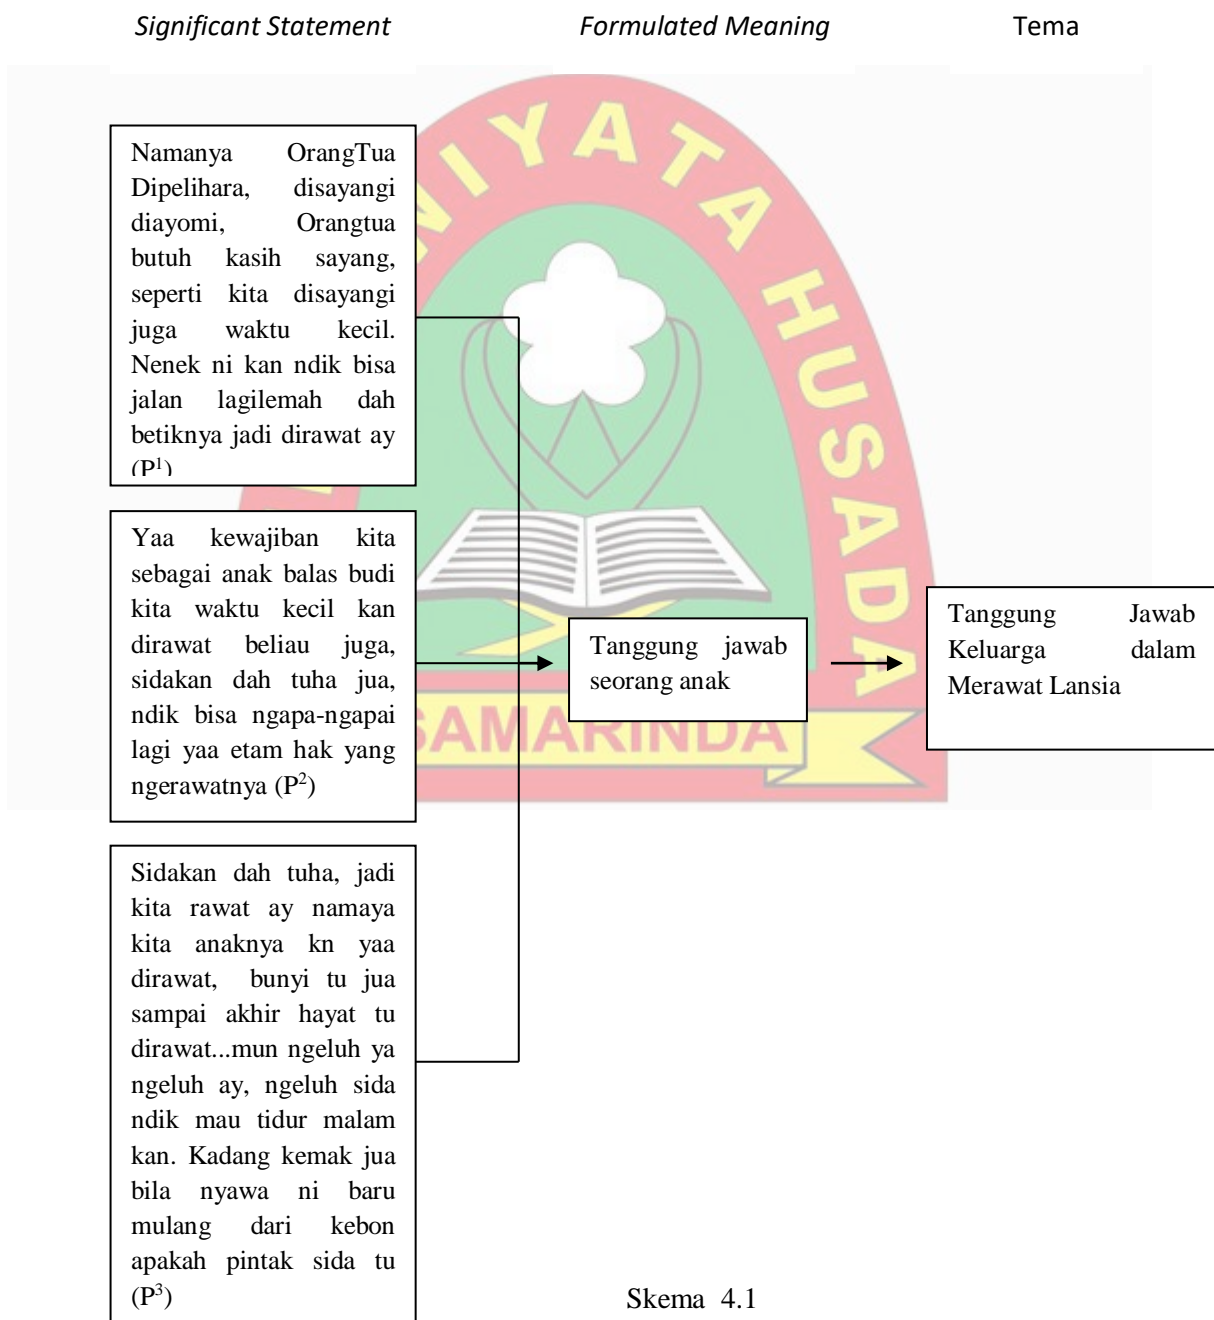 Significant Statement
Formulated Meaning
Tema
Namanya OrangTua
Dipelihara, disayangi
diayomi, Orangtua
butuh kasih sayang,
seperti kita disayangi
juga waktu kecil.
Nenek ni kan ndik bisa
jalan lagilemah dah
betiknya jadi dirawat ay
(P¹)
Yaa kewajiban kita
sebagai anak balas budi
kita waktu kecil kan
dirawat beliau juga,
sidakan dah tuha jua,
ndik bisa ngapa-ngapai
lagi yaa etam hak yang
ngerawatnya (P²)
Sidakan dah tuha, jadi
kita rawat ay namaya
kita anaknya kn yaa
dirawat, bunyi tu jua
sampai akhir hayat tu
dirawat...mun ngeluh ya
ngeluh ay, ngeluh sida
ndik mau tidur malam
kan. Kadang kemak jua
bila nyawa ni baru
mulang dari kebon
apakah pintak sida tu
(P³)
Tanggung jawab
seorang anak
Tanggung Jawab
Keluarga dalam
Merawat Lansia
NIYATA HUSADA
SAMARINDA
Skema 4.1